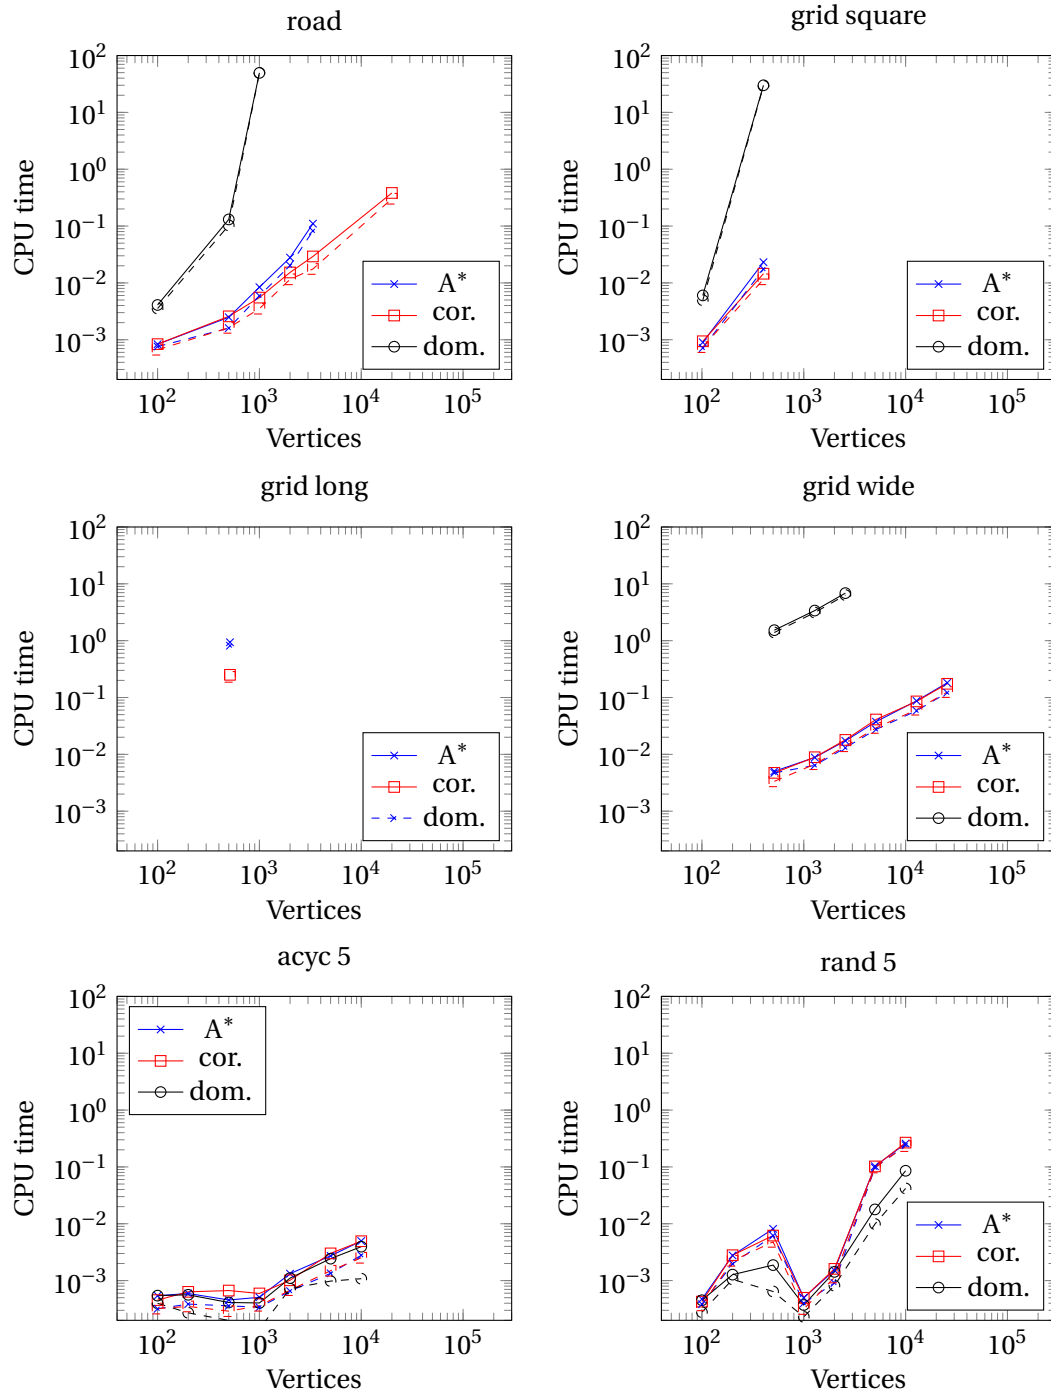 road
10^2
10^1
10^0
10^-1
10^-2
10^-3
CPU time
A*
cor.
dom.
10^2 10^3 10^4 10^5
Vertices
grid square
10^2
10^1
10^0
10^-1
10^-2
10^-3
CPU time
A*
cor.
dom.
10^2 10^3 10^4 10^5
Vertices
grid long
10^2
10^1
10^0
10^-1
10^-2
10^-3
CPU time
A*
cor.
dom.
10^2 10^3 10^4 10^5
Vertices
grid wide
10^2
10^1
10^0
10^-1
10^-2
10^-3
CPU time
A*
cor.
dom.
10^2 10^3 10^4 10^5
Vertices
acyc 5
10^2
10^1
10^0
10^-1
10^-2
10^-3
CPU time
A*
cor.
dom.
10^2 10^3 10^4 10^5
Vertices
rand 5
10^2
10^1
10^0
10^-1
10^-2
10^-3
CPU time
A*
cor.
dom.
10^2 10^3 10^4 10^5
Vertices